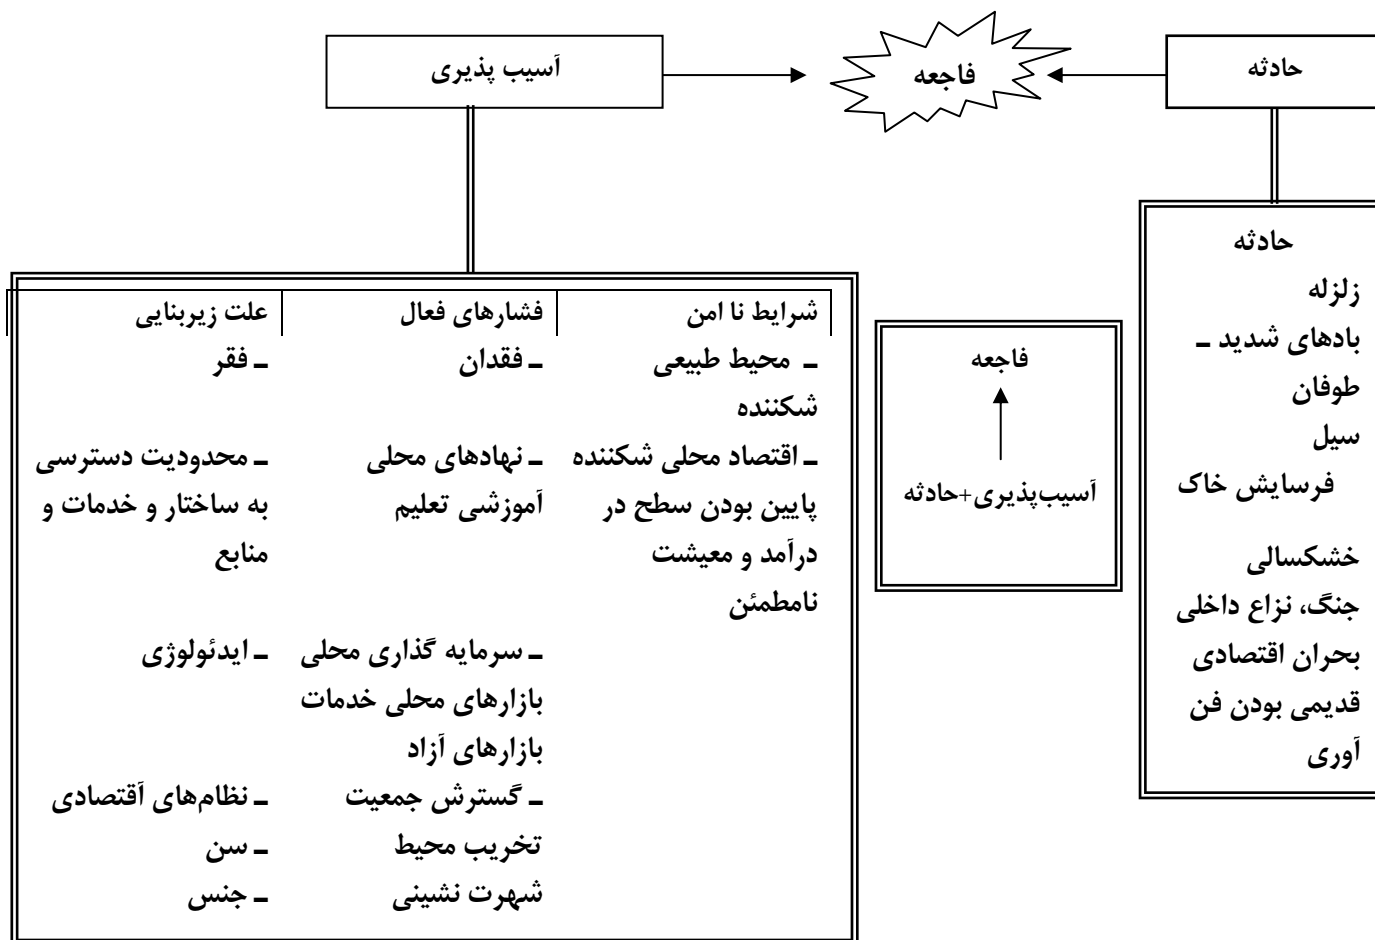 حادثه
فاجعه
آسیب پذیری
حادثه
زلزله
بادهای شدید ـ
طوفان
سیل
فرسایش خاک
خشکسالی
جنگ، نزاع داخلی
بحران اقتصادی
قدیمی بودن فن
آوری
فاجعه
آسیب‌پذیری+حادثه
شرایط نا امن
ـ محیط طبیعی
شکننده
ـ اقتصاد محلی شکننده
پایین بودن سطح در
درآمد و معیشت
نامطمئن
فشارهای فعال
ـ فقدان
ـ نهادهای محلی
آموزشی تعلیم
ـ سرمایه گذاری محلی
بازارهای محلی خدمات
بازارهای آزاد
ـ گسترش جمعیت
تخریب محیط
شهرت نشینی
علت زیربنایی
ـ فقر
ـ محدودیت دسترسی
به ساختار و خدمات و
منابع
ـ ایدئولوژی
ـ نظام‌های آقتصادی
ـ سن
ـ جنس